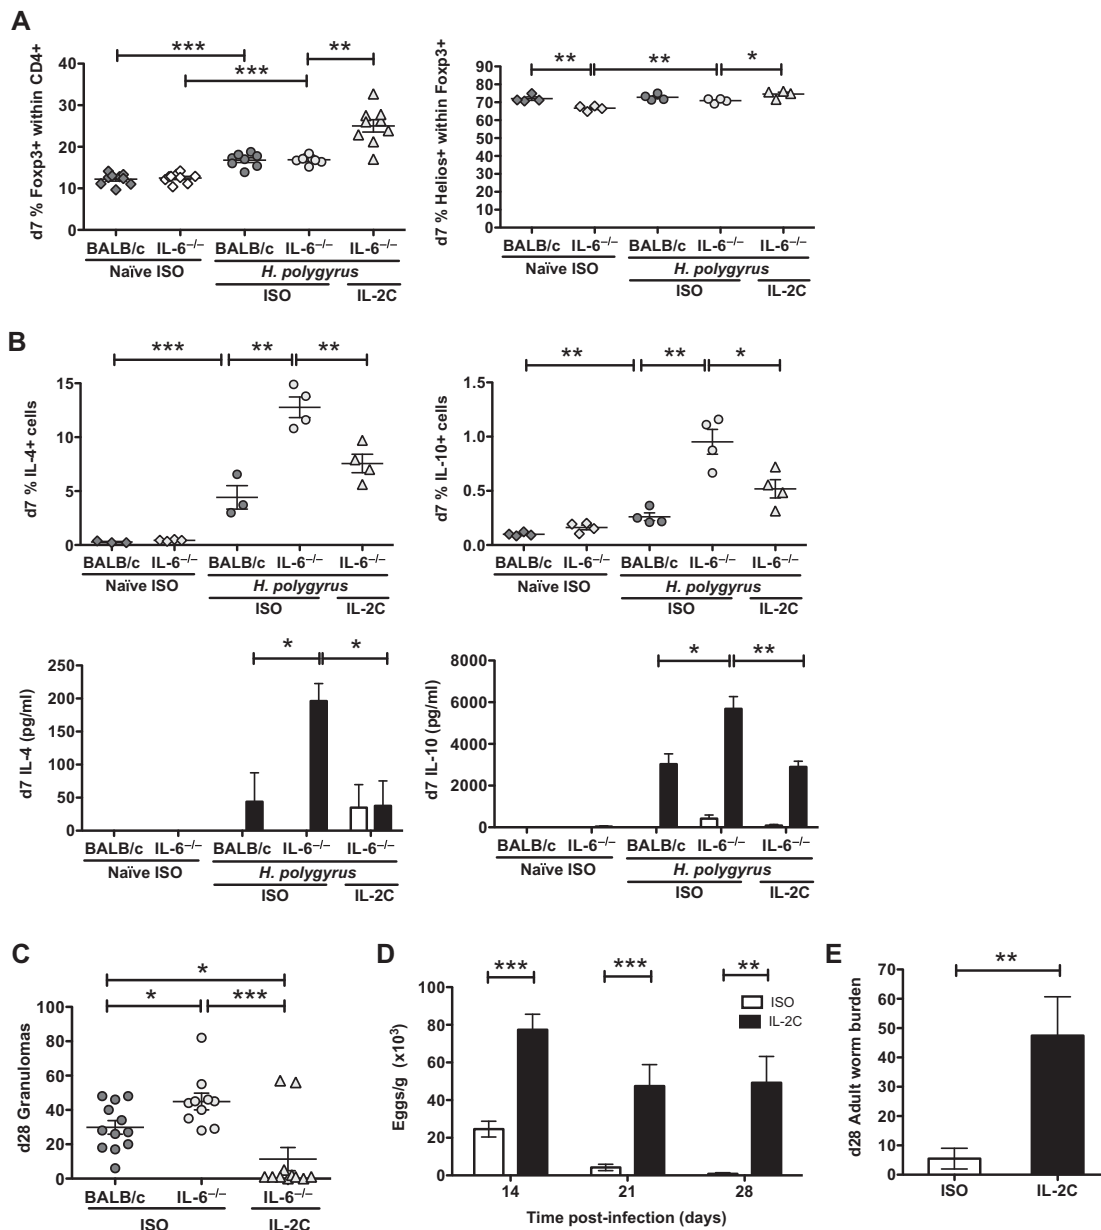 A
d7 % Foxp3+ within CD4+
40
30
20
10
0
***
***
**
BALB/c IL-6–/– BALB/c IL-6–/– IL-6–/–
Naïve ISO H. polygyrus
ISO IL-2C
d7 % Helios+ within Foxp3+
90
80
70
60
50
40
30
20
10
0
** ** *
BALB/c IL-6–/– BALB/c IL-6–/– IL-6–/–
Naïve ISO H. polygyrus
ISO IL-2C
B
d7 % IL-4+ cells
15
10
5
0
*** ** **
BALB/c IL-6–/– BALB/c IL-6–/– IL-6–/–
Naïve ISO H. polygyrus
ISO IL-2C
d7 % IL-10+ cells
1.5
1.0
0.5
0.0
** ** *
BALB/c IL-6–/– BALB/c IL-6–/– IL-6–/–
Naïve ISO H. polygyrus
ISO IL-2C
d7 IL-4 (pg/ml)
250
200
150
100
50
0
* *
BALB/c IL-6–/– BALB/c IL-6–/– IL-6–/–
Naïve ISO H. polygyrus
ISO IL-2C
d7 IL-10 (pg/ml)
8000
6000
4000
2000
0
* **
BALB/c IL-6–/– BALB/c IL-6–/– IL-6–/–
Naïve ISO H. polygyrus
ISO IL-2C
C
d28 Granulomas
100
80
60
40
20
0
*
* ***
BALB/c IL-6–/– IL-6–/–
ISO IL-2C
D
Eggs/g (x10³)
100
80
60
40
20
0
*** *** **
ISO
IL-2C
14 21 28
Time post-infection (days)
E
d28 Adult worm burden
70
60
50
40
30
20
10
0
**
ISO IL-2C